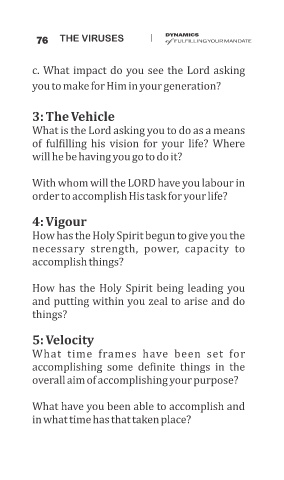 76 THE VIRUSES | DYNAMICS
of FULFILLING YOUR MANDATE
c. What impact do you see the Lord asking
you to make for Him in your generation?
3: The Vehicle
What is the Lord asking you to do as a means
of fulfilling his vision for your life? Where
will he be having you go to do it?
With whom will the LORD have you labour in
order to accomplish His task for your life?
4: Vigour
How has the Holy Spirit begun to give you the
necessary strength, power, capacity to
accomplish things?
How has the Holy Spirit being leading you
and putting within you zeal to arise and do
things?
5: Velocity
What time frames have been set for
accomplishing some definite things in the
overall aim of accomplishing your purpose?
What have you been able to accomplish and
in what time has that taken place?